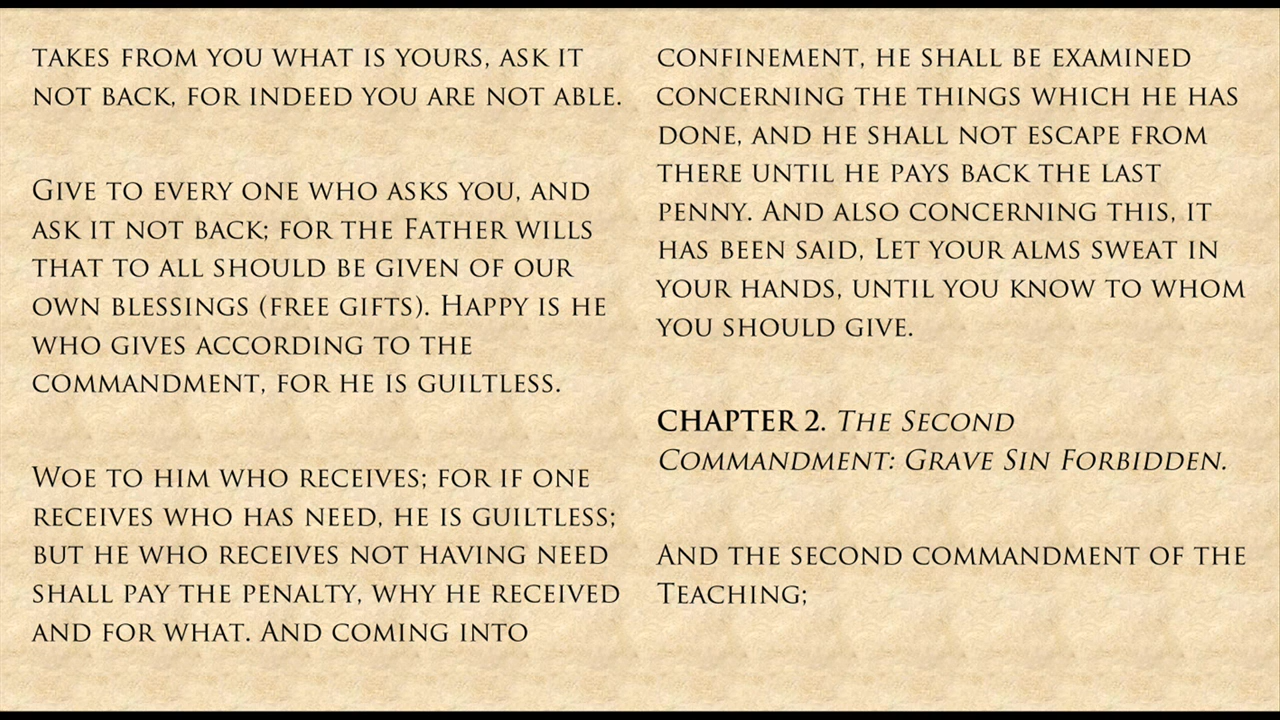 TAKES FROM YOU WHAT IS YOURS, ASK IT
NOT BACK, FOR INDEED YOU ARE NOT ABLE.
GIVE TO EVERY ONE WHO ASKS YOU, AND
ASK IT NOT BACK; FOR THE FATHER WILLS
THAT TO ALL SHOULD BE GIVEN OF OUR
OWN BLESSINGS (FREE GIFTS). HAPPY IS HE
WHO GIVES ACCORDING TO THE
COMMANDMENT, FOR HE IS GUILTLESS.
WOE TO HIM WHO RECEIVES; FOR IF ONE
RECEIVES WHO HAS NEED, HE IS GUILTLESS;
BUT HE WHO RECEIVES NOT HAVING NEED
SHALL PAY THE PENALTY, WHY HE RECEIVED
AND FOR WHAT. AND COMING INTO
CONFINEMENT, HE SHALL BE EXAMINED
CONCERNING THE THINGS WHICH HE HAS
DONE, AND HE SHALL NOT ESCAPE FROM
THERE UNTIL HE PAYS BACK THE LAST
PENNY. AND ALSO CONCERNING THIS, IT
HAS BEEN SAID, LET YOUR ALMS SWEAT IN
YOUR HANDS, UNTIL YOU KNOW TO WHOM
YOU SHOULD GIVE.
CHAPTER 2. THE SECOND
COMMANDMENT: GRAVE SIN FORBIDDEN.
AND THE SECOND COMMANDMENT OF THE
TEACHING;